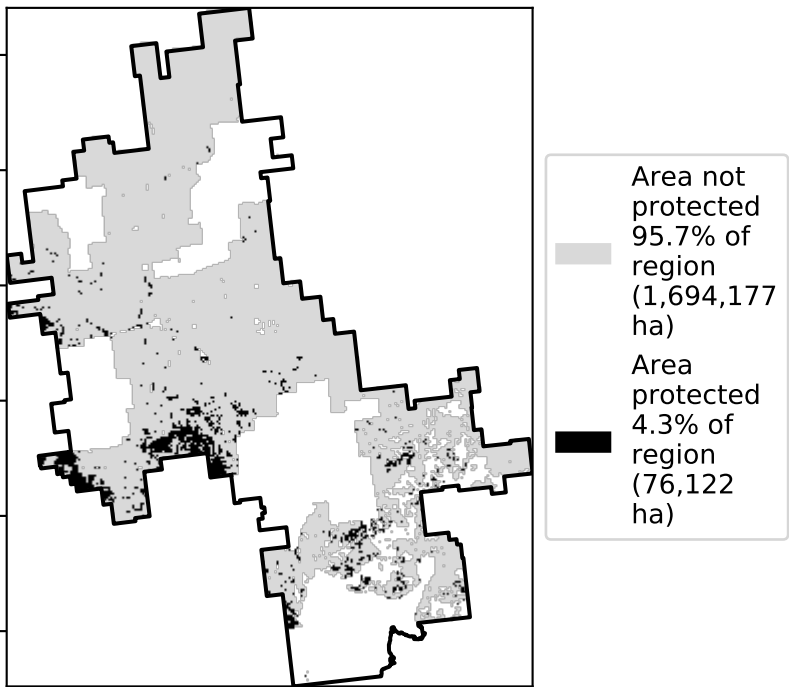 Area not
protected
95.7% of
region
(1,694,177
ha)
Area
protected
4.3% of
region
(76,122
ha)